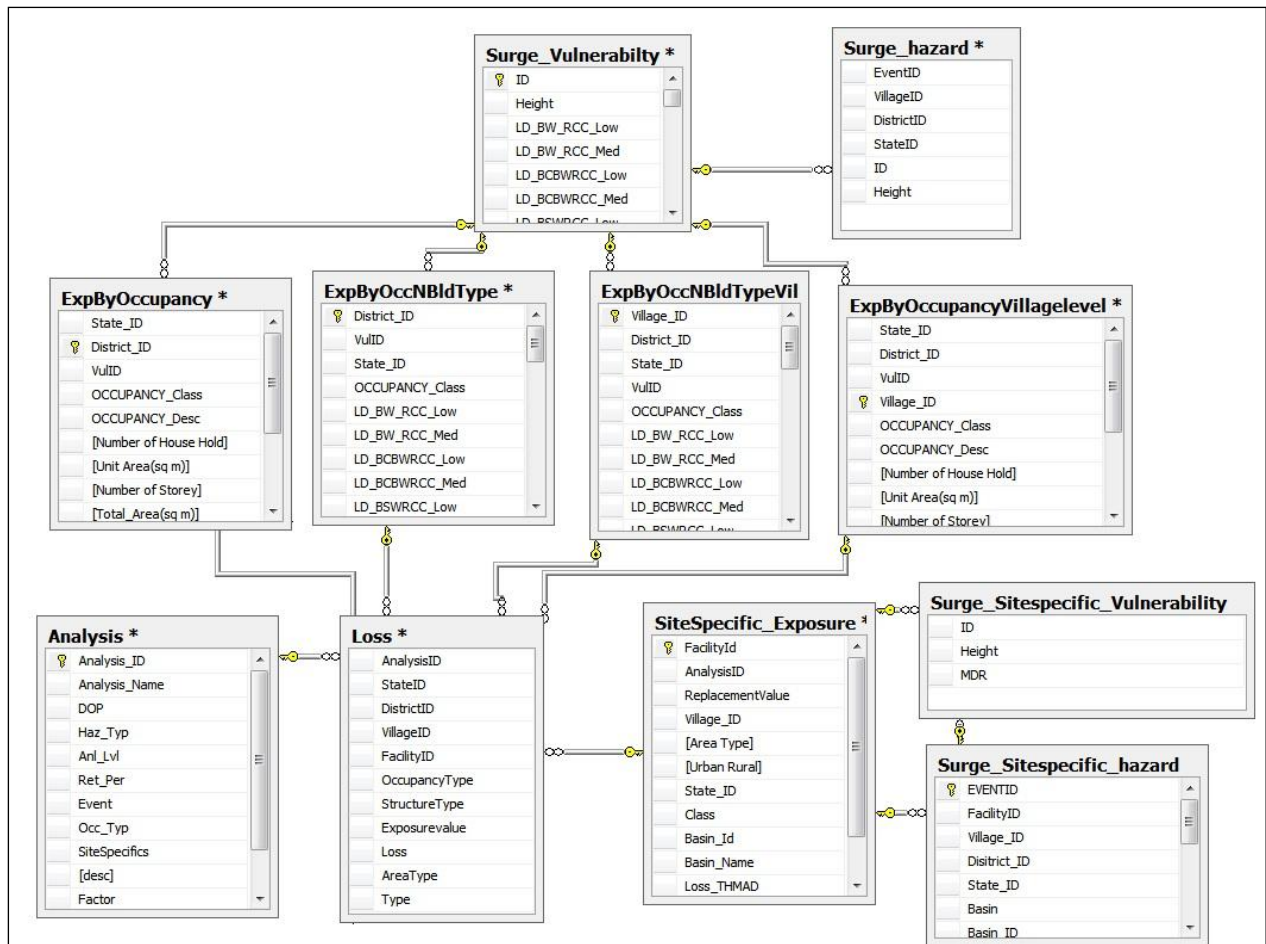 Surge_Vulnerabilty *
ID
Height
LD_BW_RCC_Low
LD_BW_RCC_Med
LD_BCBWRCC_Low
LD_BCBWRCC_Med
LD_BSWRCC_Low
Surge_hazard *
EventID
VillageID
DistrictID
StateID
ID
Height
ExpByOccupancy *
State_ID
District_ID
VulID
OCCUPANCY_Class
OCCUPANCY_Desc
[Number of House Hold]
[Unit Area(sq m)]
[Number of Storey]
[Total_Area(sq m)]
ExpByOccNBldType *
District_ID
VulID
State_ID
OCCUPANCY_Class
LD_BW_RCC_Low
LD_BW_RCC_Med
LD_BCBWRCC_Low
LD_BCBWRCC_Med
LD_BSWRCC_Low
ExpByOccNBldTypeVil
Village_ID
District_ID
State_ID
VulID
OCCUPANCY_Class
LD_BW_RCC_Low
LD_BW_RCC_Med
LD_BCBWRCC_Low
LD_BCBWRCC_Med
LD_BSWRCC_Low
ExpByOccupancyVillagelevel *
State_ID
District_ID
VulID
Village_ID
OCCUPANCY_Class
OCCUPANCY_Desc
[Number of House Hold]
[Unit Area(sq m)]
[Number of Storey]
Analysis *
Analysis_ID
Analysis_Name
DOP
Haz_Typ
Anl_Lvl
Ret_Per
Event
Occ_Typ
SiteSpecifics
[desc]
Factor
Loss *
AnalysisID
StateID
DistrictID
VillageID
FacilityID
OccupancyType
StructureType
Exposurevalue
Loss
AreaType
Type
SiteSpecific_Exposure *
FacilityId
AnalysisID
ReplacementValue
Village_ID
[Area Type]
[Urban Rural]
State_ID
Class
Basin_Id
Basin_Name
Loss_THMAD
Surge_Sitespecific_Vulnerability
ID
Height
MDR
Surge_Sitespecific_hazard
EVENTID
FacilityID
Village_ID
Disitrict_ID
State_ID
Basin
Basin_ID